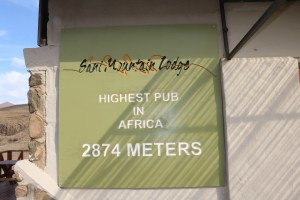 Sani Mountain Lodge
HIGHEST PUB
IN
AFRICA
2874 METERS